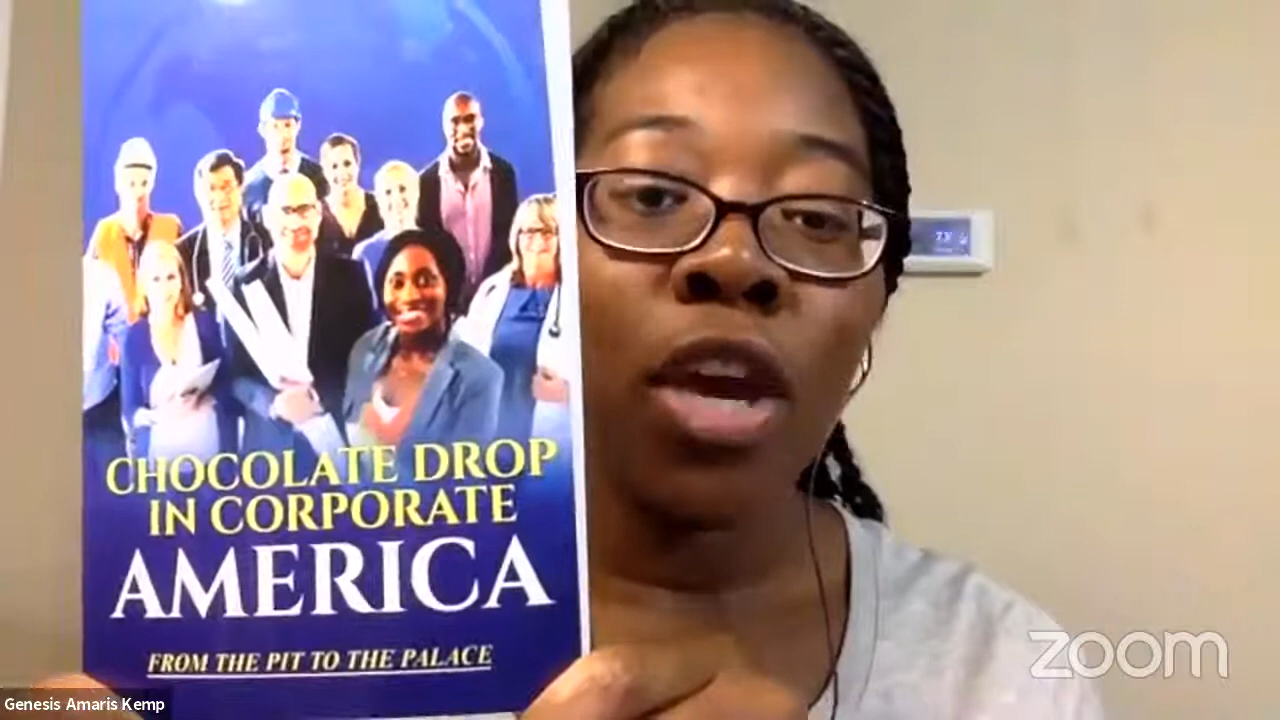 CHOCOLATE DROP
IN CORPORATE
AMERICA
FROM THE PIT TO THE PALACE
Genesis Amaris Kemp
zoom